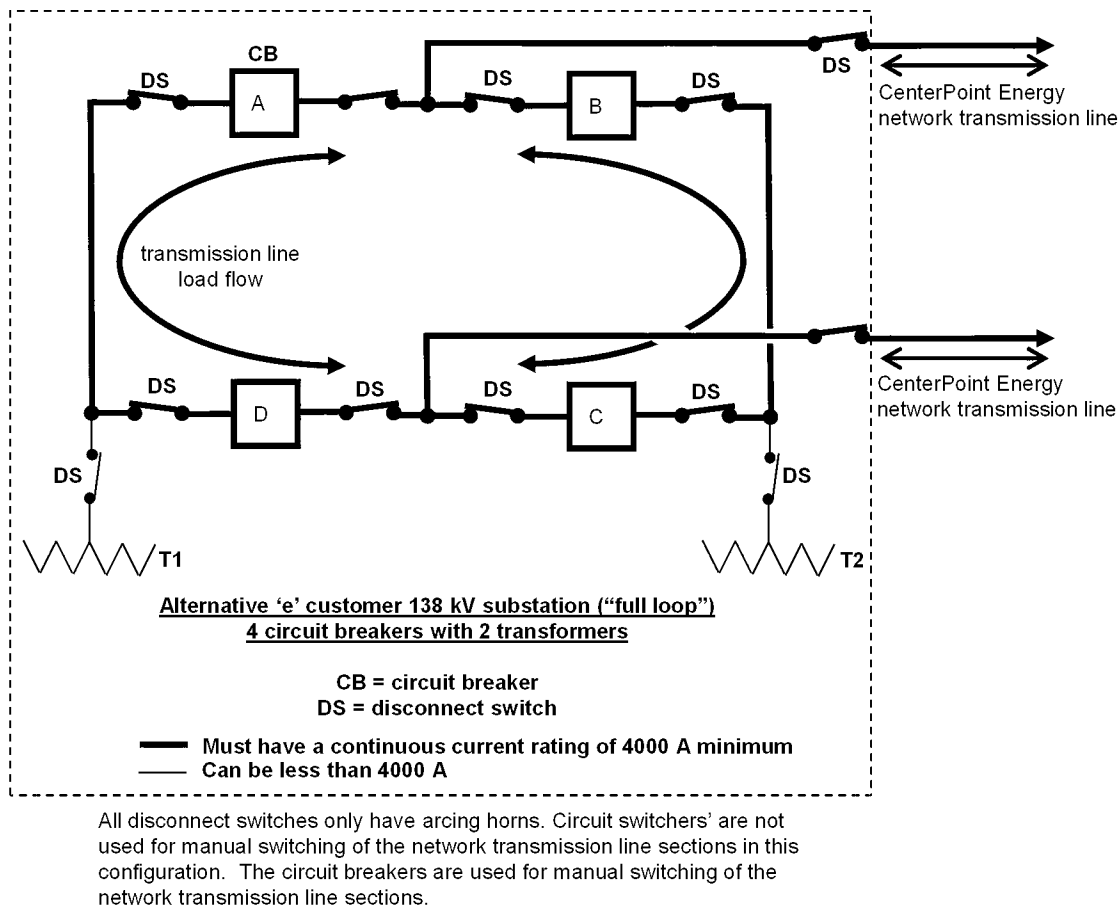 CB
DS
A
DS
B
DS
DS
CenterPoint Energy
network transmission line
transmission line
load flow
CenterPoint Energy
network transmission line
DS
D
DS
DS
C
DS
DS
DS
T1
T2
Alternative ‘e’ customer 138 kV substation (“full loop”)
4 circuit breakers with 2 transformers
CB = circuit breaker
DS = disconnect switch
Must have a continuous current rating of 4000 A minimum
Can be less than 4000 A
All disconnect switches only have arcing horns. Circuit switchers’ are not
used for manual switching of the network transmission line sections in this
configuration.  The circuit breakers are used for manual switching of the
network transmission line sections.